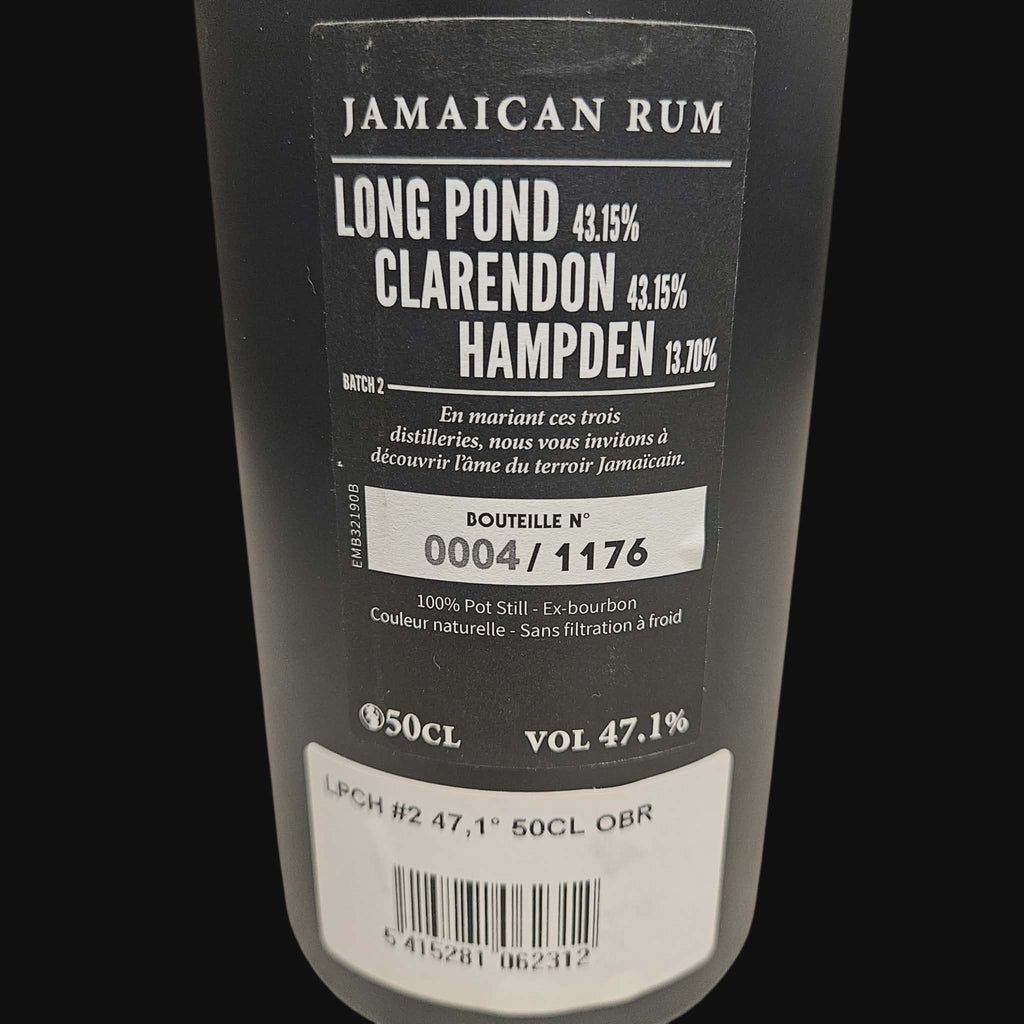 JAMAICAN RUM
LONG POND 43.15%
CLARENDON 43.15%
HAMPDEN 13.70%
BATCH 2
En mariant ces trois
distilleries, nous vous invitons à
découvrir l'âme du terroir Jamaïcain.
EMB32190B
BOUTEILLE N°
0004 / 1176
100% Pot Still - Ex-bourbon
Couleur naturelle - Sans filtration à froid
50CL VOL 47.1%
LPCH #2 47,1° 50CL OBR
5 415281 062312